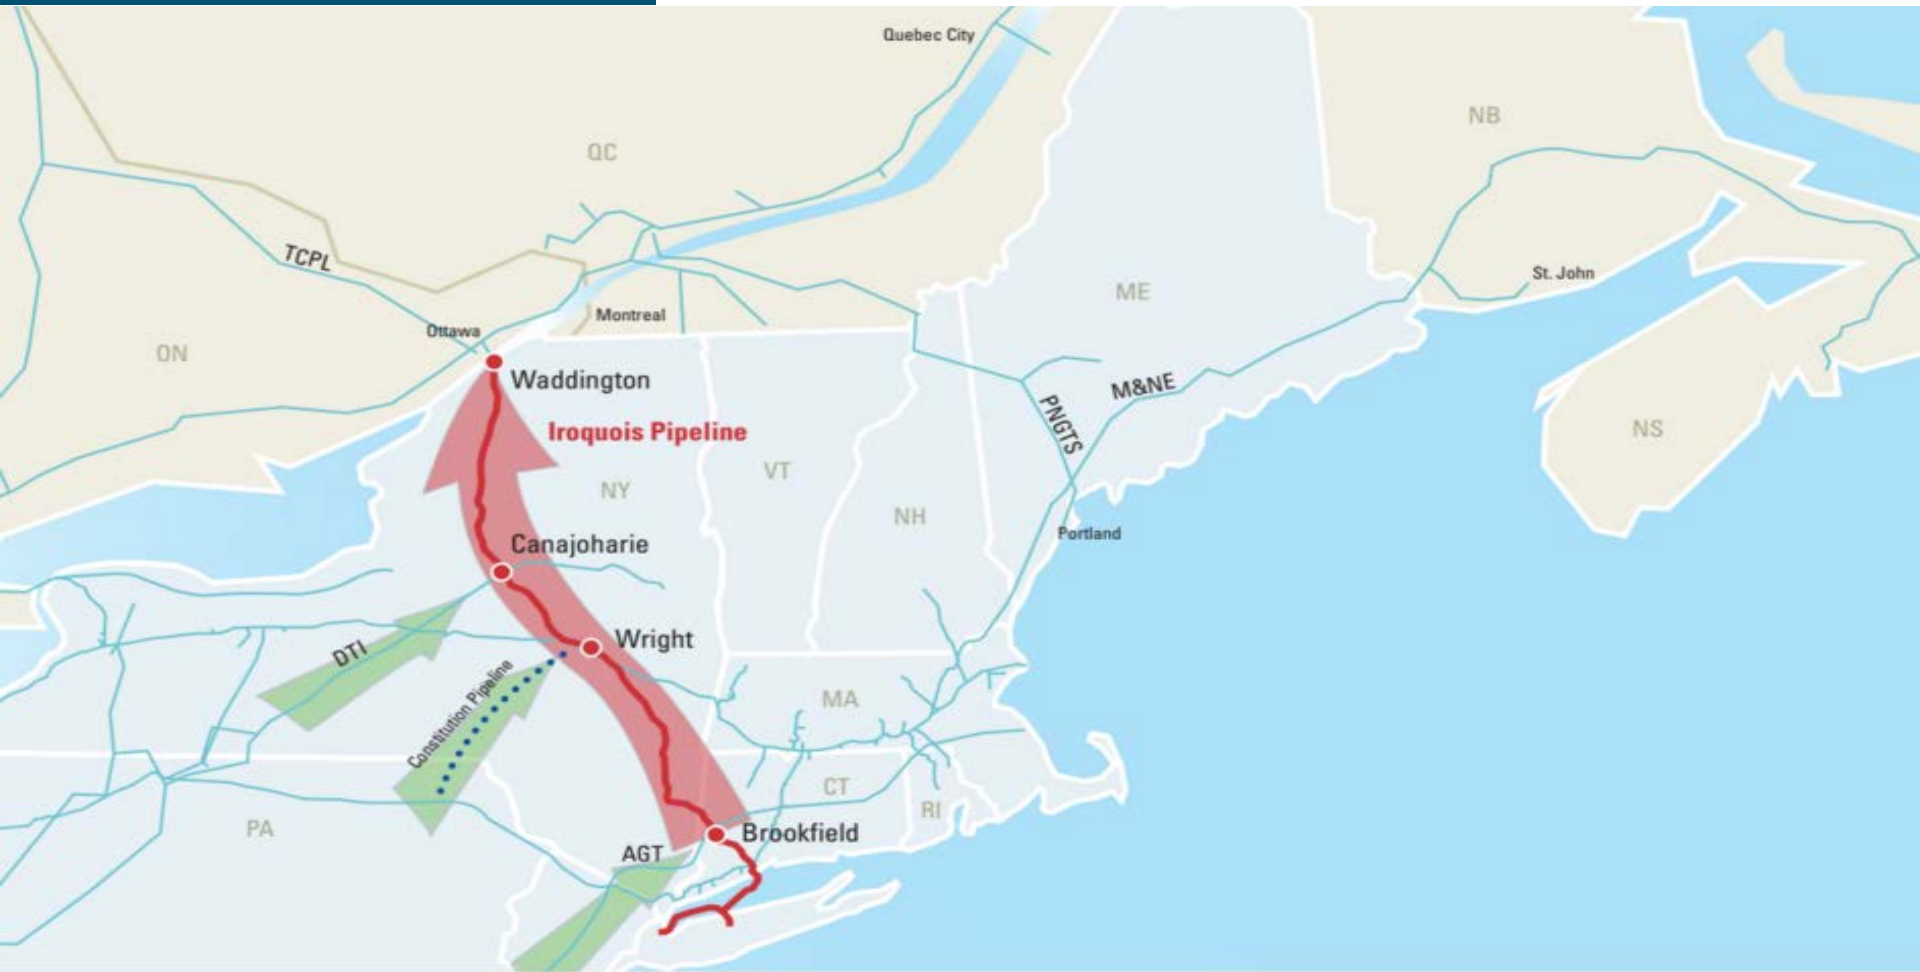 Quebec City
NB
QC
TCPL
St. John
ME
Montreal
Ottawa
ON
Waddington
M&NE
PNGTS
Iroquois Pipeline
NS
VT
NY
NH
Portland
Canajoharie
Wright
DTI
Constitution Pipeline
MA
CT
RI
PA
Brookfield
AGT